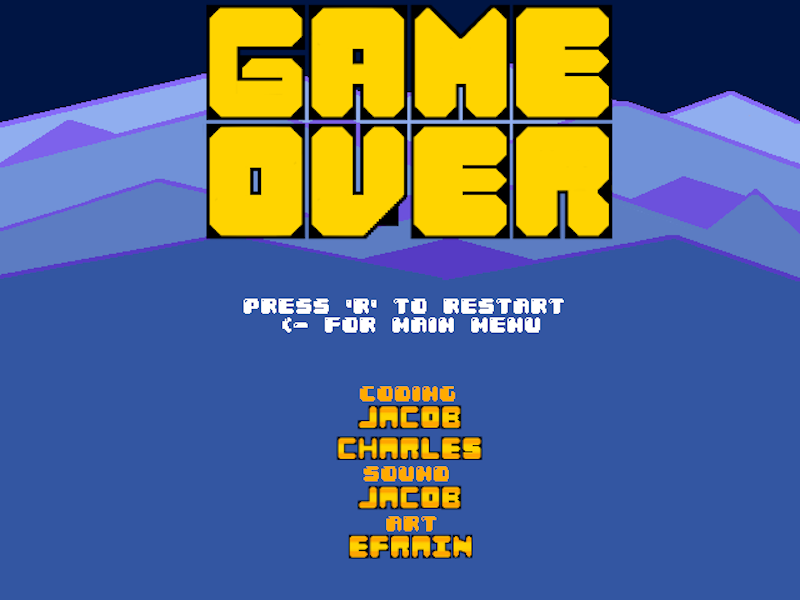 GAME
OVER
PRESS 'R' TO RESTART
<- FOR MAIN MENU
CODING
JACOB
CHARLES
SOUND
JACOB
ART
EFRAIN